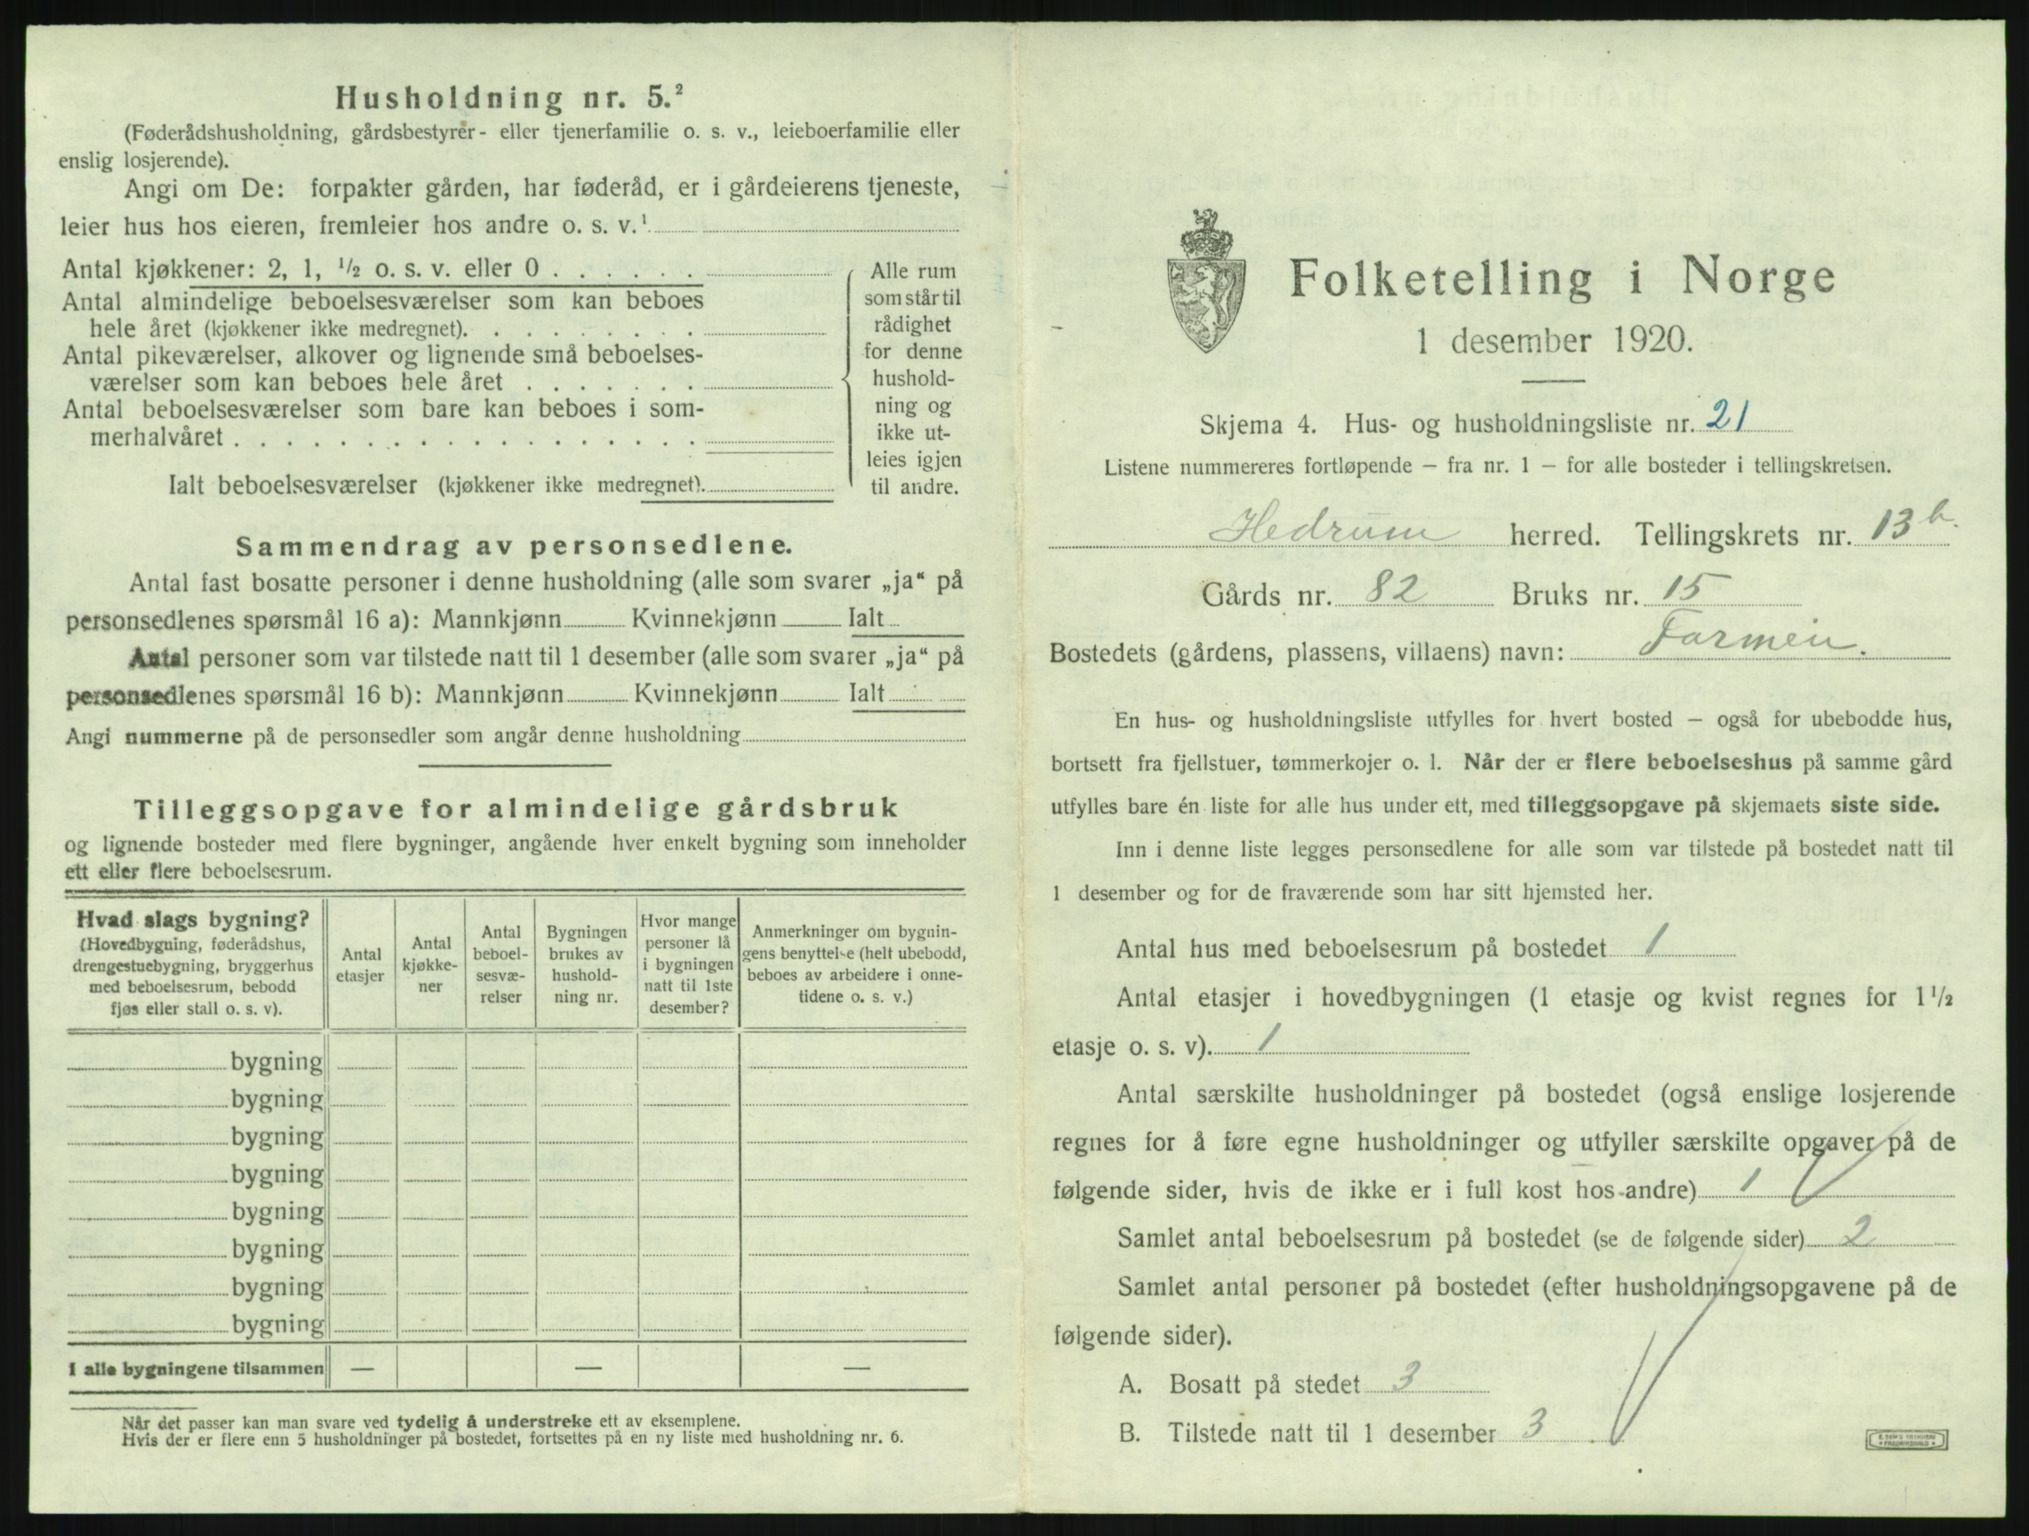 Husholdning nr. 5.²
(Føderådshusholdning, gårdsbestyrer- eller tjenerfamilie o. s. v., leieboerfamilie eller
enslig losjerende).
Angi om De: forpakter gården, har føderåd, er i gårdeierens tjeneste,
leier hus hos eieren, fremleier hos andre o. s. v.¹
Antal kjøkkener: 2, 1, ½ o. s. v. eller 0 . . . . . .
Antal almindelige beboelsesværelser som kan beboes
hele året (kjøkkener ikke medregnet). . . . . . . . .
Antal pikeværelser, alkover og lignende små beboelses-
værelser som kan beboes hele året . . . . . . .
Antal beboelsesværelser som bare kan beboes i som-
merhalvåret . . . . . . . . . . . . . . . . . .
Ialt beboelsesværelser (kjøkkener ikke medregnet).
Alle rum
som står til
rådighet
for denne
hushold-
ning og
ikke ut-
leies igjen
til andre.
Sammendrag av personsedlene.
Antal fast bosatte personer i denne husholdning (alle som svarer „ja“ på
personsedlenes spørsmål 16 a): Mannkjønn Kvinnekjønn Ialt
Antal personer som var tilstede natt til 1 desember (alle som svarer „ja“ på
personsedlenes spørsmål 16 b): Mannkjønn Kvinnekjønn Ialt
Angi nummerne på de personsedler som angår denne husholdning
Tilleggsopgave for almindelige gårdsbruk
og lignende bosteder med flere bygninger, angående hver enkelt bygning som inneholder
ett eller flere beboelsesrum.
Hvad slags bygning?
(Hovedbygning, føderådshus,
drengestuebygning, bryggerhus
med beboelsesrum, bebodd
fjøs eller stall o. s. v).
Antal
etasjer
Antal
kjøkke-
ner
Antal
beboel-
sesvæ-
relser
Bygningen
brukes av
hushold-
ning nr.
Hvor mange
personer lå
i bygningen
natt til 1ste
desember?
Anmerkninger om bygnin-
gens benyttelse (helt ubebodd,
beboes av arbeidere i onne-
tidene o. s. v.)
bygning
bygning
bygning
bygning
bygning
bygning
bygning
bygning
I alle bygningene tilsammen — — —
Når det passer kan man svare ved tydelig å understreke ett av eksemplene.
Hvis der er flere enn 5 husholdninger på bostedet, fortsettes på en ny liste med husholdning nr. 6.
Folketelling i Norge
1 desember 1920.
Skjema 4. Hus- og husholdningsliste nr. 21
Listene nummereres fortløpende – fra nr. 1 – for alle bosteder i tellingskretsen.
Hedrum herred. Tellingskrets nr. 13 b.
Gårds nr. 82 Bruks nr. 15
Bostedets (gårdens, plassens, villaens) navn: Farmen.
En hus- og husholdningsliste utfylles for hvert bosted – også for ubebodde hus,
bortsett fra fjellstuer, tømmerkojer o. l. Når der er flere beboelseshus på samme gård
utfylles bare én liste for alle hus under ett, med tilleggsopgave på skjemaets siste side.
Inn i denne liste legges personsedlene for alle som var tilstede på bostedet natt til
1 desember og for de fraværende som har sitt hjemsted her.
Antal hus med beboelsesrum på bostedet 1
Antal etasjer i hovedbygningen (1 etasje og kvist regnes for 1½
etasje o. s. v). 1
Antal særskilte husholdninger på bostedet (også enslige losjerende
regnes for å føre egne husholdninger og utfyller særskilte opgaver på de
følgende sider, hvis de ikke er i full kost hos andre) 1
Samlet antal beboelsesrum på bostedet (se de følgende sider) 2
Samlet antal personer på bostedet (efter husholdningsopgavene på de
følgende sider).
A. Bosatt på stedet 3
B. Tilstede natt til 1 desember 3